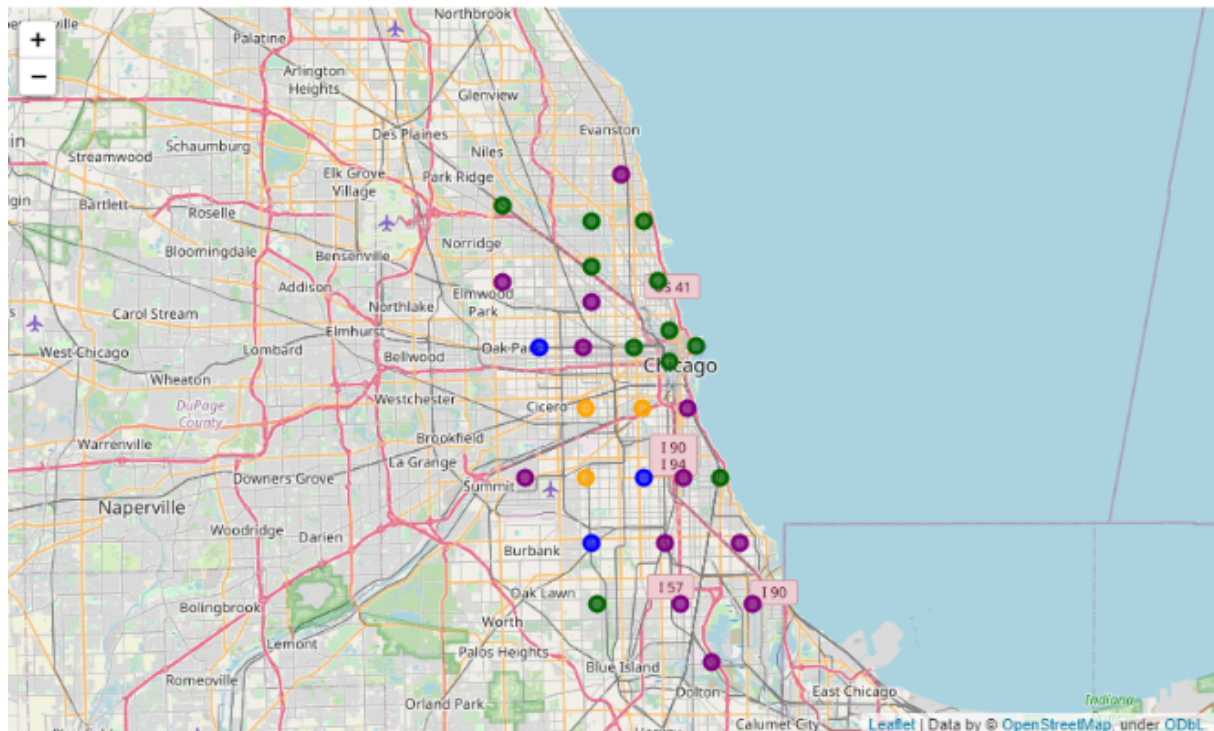 Northbrook
+
Palatine
−
Arlington
Heights
Glenview
Des Plaines
Evanston
Schaumburg
Streamwood
Niles
Elk Grove
Village
Park Ridge
Bartlett
Roselle
Norridge
Bloomingdale
Bensenville
Addison
Elmwood
Park
S 41
Northlake
Carol Stream
Elmhurst
West Chicago
Lombard
Bellwood
Oak Pa
Chicago
Wheaton
DuPage
County
Westchester
Cicero
Warrenville
Brookfield
I 90
La Grange
I 94
Downers Grove
Summit
Naperville
Woodridge
Darien
Burbank
I 57
I 90
Oak Lawn
Bolingbrook
Worth
Lemont
Palos Heights
Blue Island
Romeoville
Dolton
East Chicago
Orland Park
Indiana
Calumet City
Leaflet | Data by © OpenStreetMap, under ODbL